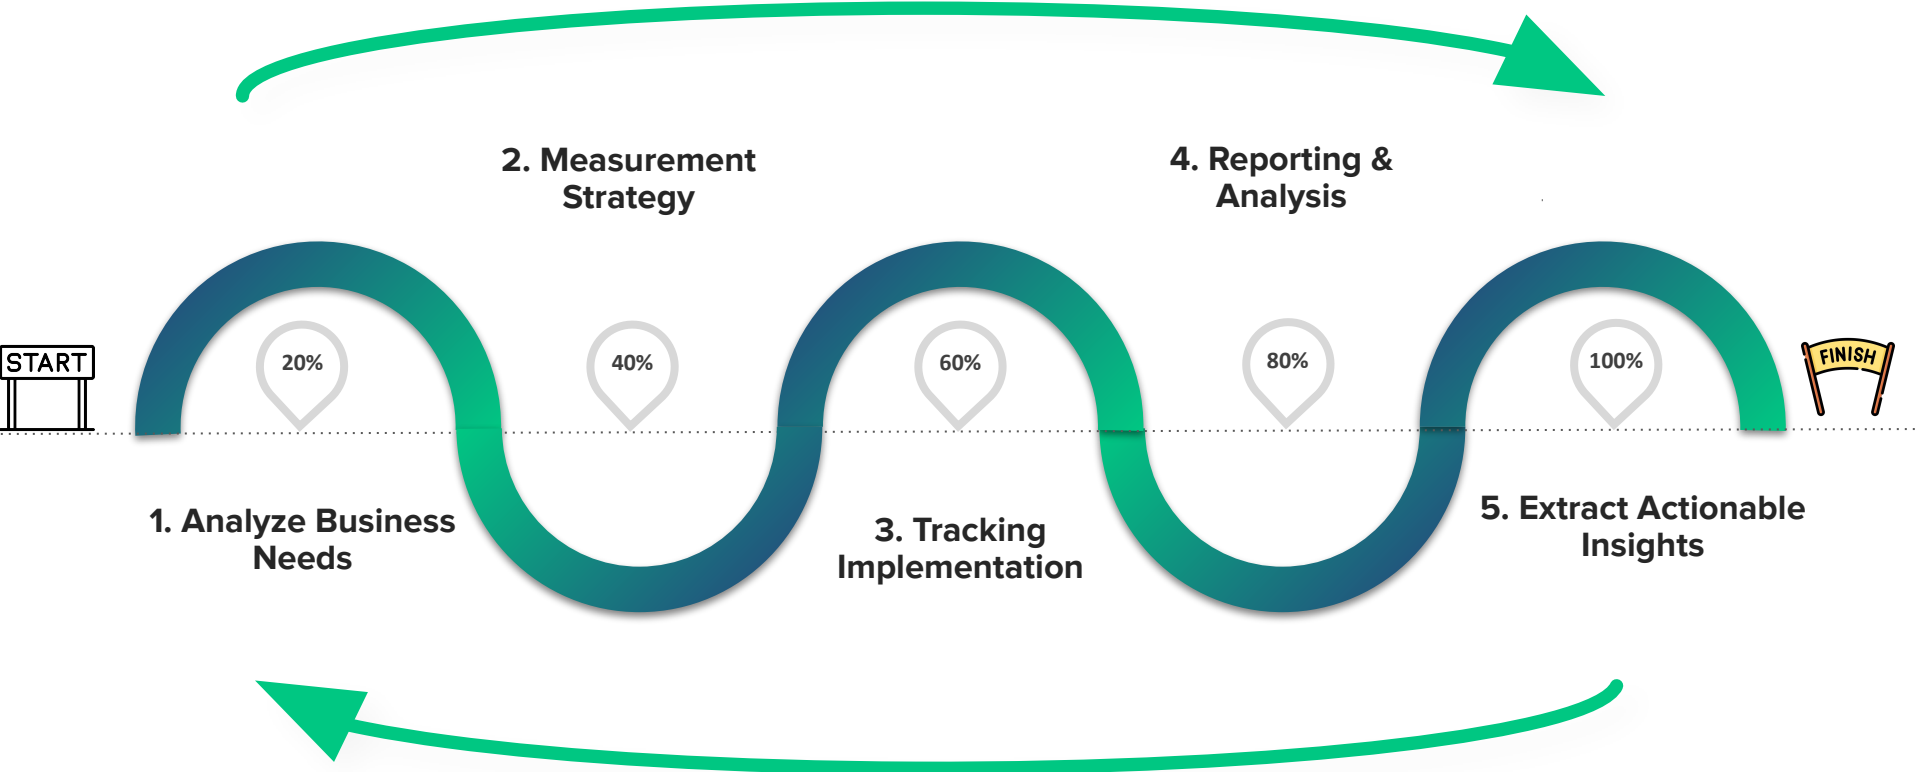 2. Measurement
Strategy
4. Reporting &
Analysis
START
20%
40%
60%
80%
100%
FINISH
1. Analyze Business
Needs
3. Tracking
Implementation
5. Extract Actionable
Insights